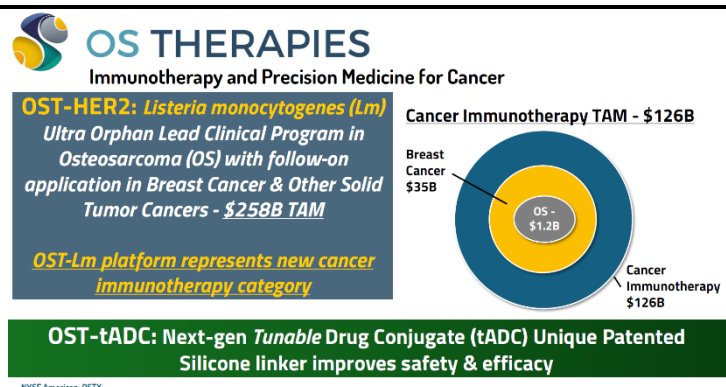 OS THERAPIES
Immunotherapy and Precision Medicine for Cancer
OST-HER2: Listeria monocytogenes (Lm)
Ultra Orphan Lead Clinical Program in
Osteosarcoma (OS) with follow-on
application in Breast Cancer & Other Solid
Tumor Cancers - $258B TAM
OST-Lm platform represents new cancer
immunotherapy category
Cancer Immunotherapy TAM - $126B
Breast
Cancer
$35B
OS -
$1.2B
Cancer
Immunotherapy
$126B
OST-tADC: Next-gen Tunable Drug Conjugate (tADC) Unique Patented
Silicone linker improves safety & efficacy
NYSE American: OSTX